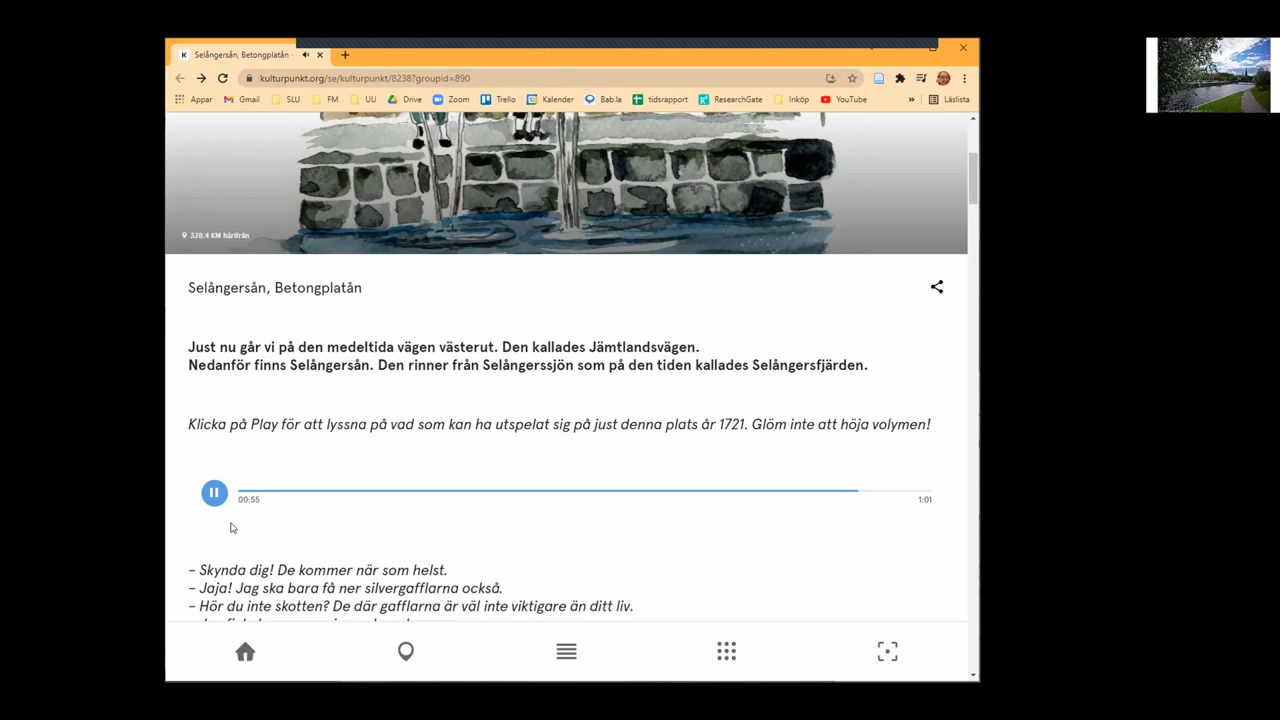 K Selångersån, Betongplatån
kulturpunkt.org/se/kulturpunkt/8238?groupid=890
Appar Gmail SLU FM UU Drive Zoom Trello Kalender Bab.la tidsrapport ResearchGate Inköp YouTube » Läslista
328.4 KM härifrån
Selångersån, Betongplatån
Just nu går vi på den medeltida vägen västerut. Den kallades Jämtlandsvägen.
Nedanför finns Selångersån. Den rinner från Selångerssjön som på den tiden kallades Selångersfjärden.
Klicka på Play för att lyssna på vad som kan ha utspelat sig på just denna plats år 1721. Glöm inte att höja volymen!
00:55 1:01
– Skynda dig! De kommer när som helst.
– Jaja! Jag ska bara få ner silvergafflarna också.
– Hör du inte skotten? De där gafflarna är väl inte viktigare än ditt liv.